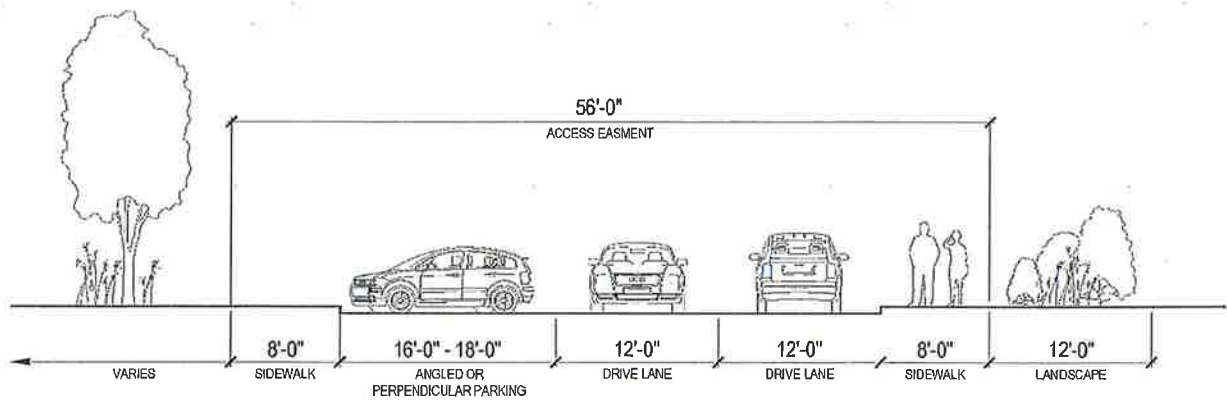 56'-0"
ACCESS EASMENT
8'-0"
16'-0" - 18'-0"
12'-0"
12'-0"
8'-0"
12'-0"
VARIES
SIDEWALK
ANGLED OR
PERPENDICULAR PARKING
DRIVE LANE
DRIVE LANE
SIDEWALK
LANDSCAPE